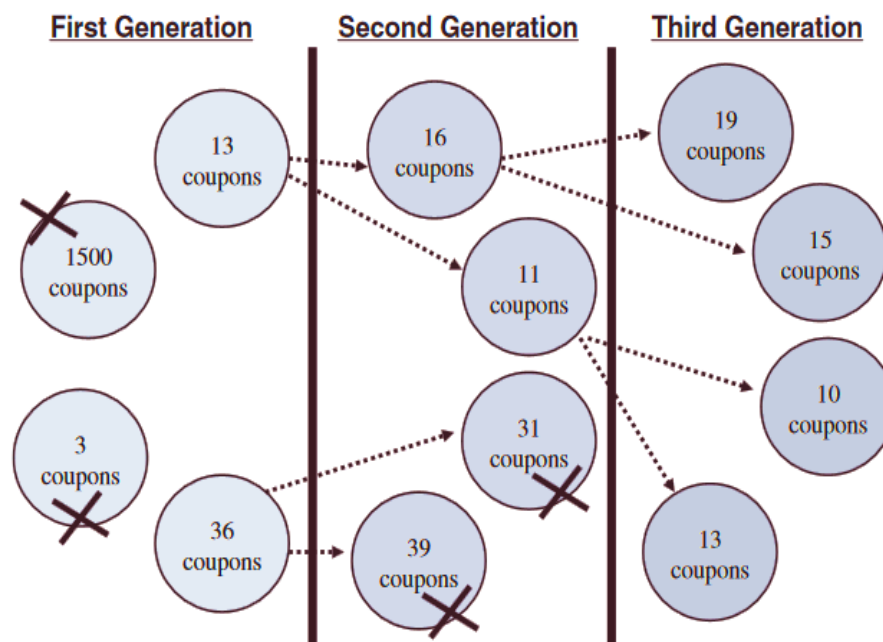 First Generation
Second Generation
Third Generation
13
coupons
1500
coupons
3
coupons
36
coupons
16
coupons
11
coupons
31
coupons
39
coupons
19
coupons
15
coupons
10
coupons
13
coupons